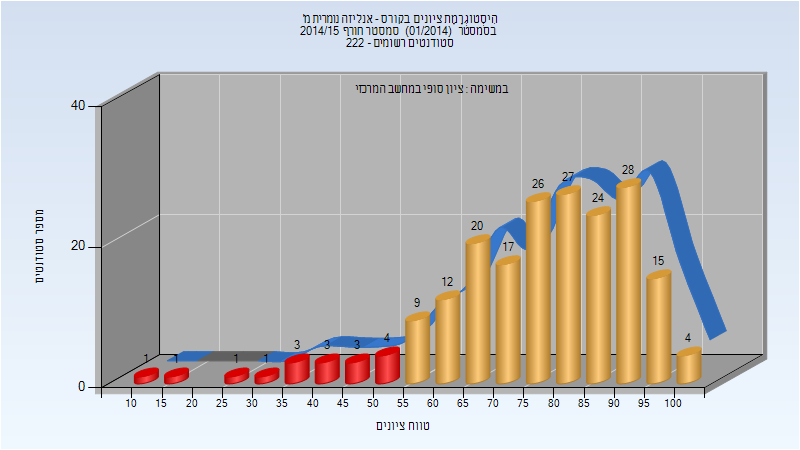 היסטוגרמת ציונים בקורס - אנליזה נומרית מ'
בסמסטר (01/2014) סמסטר חורף 2014/15
סטודנטים רשומים - 222
במשימה : ציון סופי במחשב המרכזי
40
20
0
מספר סטודנטים
1 1 1 1 3 3 3 4 9 12 20 17 26 27 24 28 15 4
10 15 20 25 30 35 40 45 50 55 60 65 70 75 80 85 90 95 100
טווח ציונים